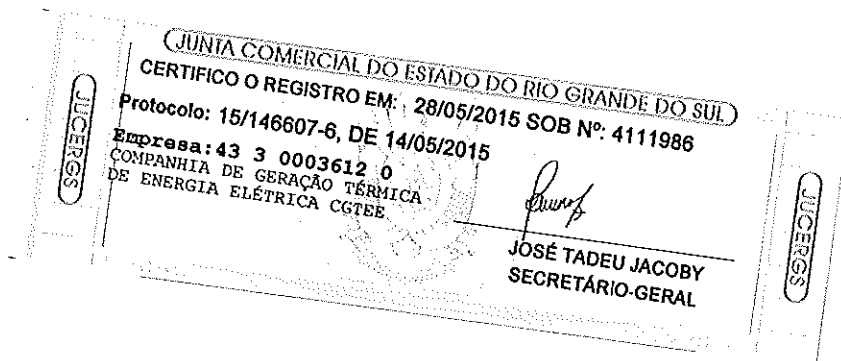 JUNTA COMERCIAL DO ESTADO DO RIO GRANDE DO SUL
CERTIFICO O REGISTRO EM: 28/05/2015 SOB Nº: 4111986
Protocolo: 15/146607-6, DE 14/05/2015
Empresa:43 3 0003612 0
COMPANHIA DE GERAÇÃO TÉRMICA
DE ENERGIA ELÉTRICA CGTEE
JOSÉ TADEU JACOBY
SECRETÁRIO-GERAL
JUCERGS
JUCERGS